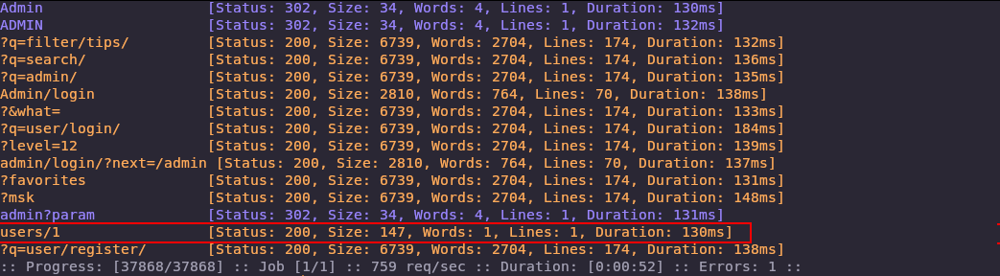 Admin                   [Status: 302, Size: 34, Words: 4, Lines: 1, Duration: 130ms]
ADMIN                   [Status: 302, Size: 34, Words: 4, Lines: 1, Duration: 132ms]
?q=filter/tips/         [Status: 200, Size: 6739, Words: 2704, Lines: 174, Duration: 132ms]
?q=search/              [Status: 200, Size: 6739, Words: 2704, Lines: 174, Duration: 136ms]
?q=admin/               [Status: 200, Size: 6739, Words: 2704, Lines: 174, Duration: 135ms]
Admin/login             [Status: 200, Size: 2810, Words: 764, Lines: 70, Duration: 138ms]
?&what=                 [Status: 200, Size: 6739, Words: 2704, Lines: 174, Duration: 133ms]
?q=user/login/          [Status: 200, Size: 6739, Words: 2704, Lines: 174, Duration: 184ms]
?level=12               [Status: 200, Size: 6739, Words: 2704, Lines: 174, Duration: 139ms]
admin/login/?next=/admin [Status: 200, Size: 2810, Words: 764, Lines: 70, Duration: 137ms]
?favorites              [Status: 200, Size: 6739, Words: 2704, Lines: 174, Duration: 131ms]
?msk                    [Status: 200, Size: 6739, Words: 2704, Lines: 174, Duration: 148ms]
admin?param             [Status: 302, Size: 34, Words: 4, Lines: 1, Duration: 131ms]
users/1                 [Status: 200, Size: 147, Words: 1, Lines: 1, Duration: 130ms]
?q=user/register/       [Status: 200, Size: 6739, Words: 2704, Lines: 174, Duration: 138ms]
:: Progress: [37868/37868] :: Job [1/1] :: 759 req/sec :: Duration: [0:00:52] :: Errors: 1 ::